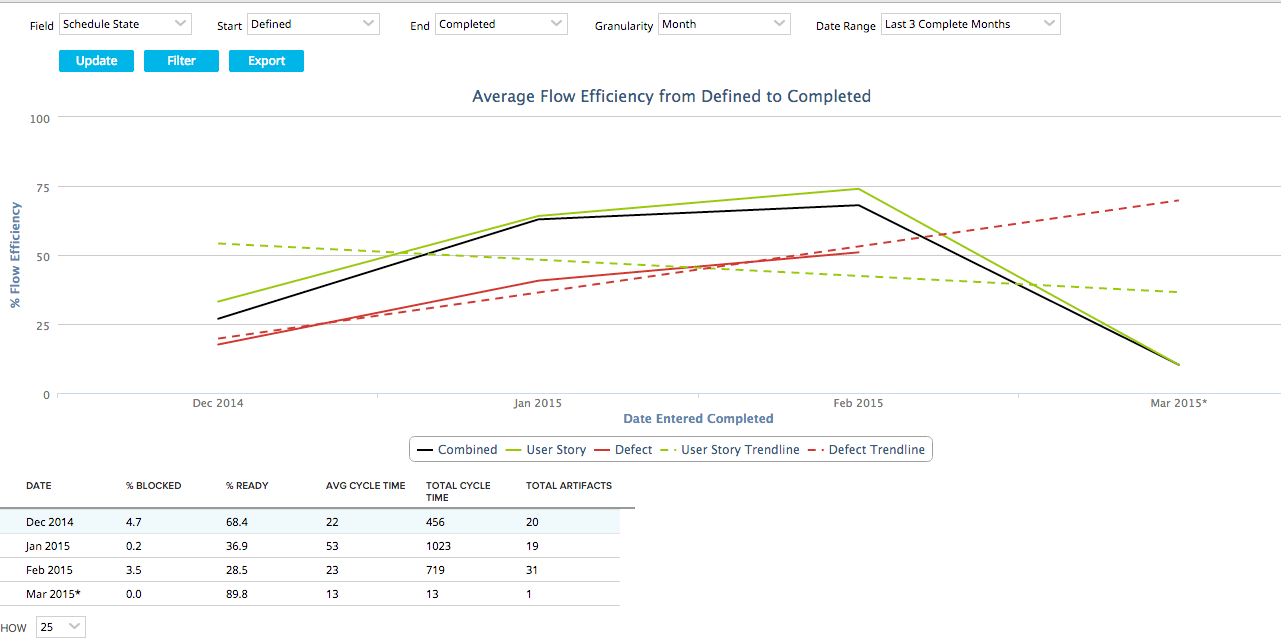 Field Schedule State Start Defined End Completed Granularity Month Date Range Last 3 Complete Months
Update Filter Export
Average Flow Efficiency from Defined to Completed
100
75
50
25
0
% Flow Efficiency
Dec 2014 Jan 2015 Feb 2015 Mar 2015*
Date Entered Completed
Combined User Story Defect User Story Trendline Defect Trendline
DATE % BLOCKED % READY AVG CYCLE TIME TOTAL CYCLE TIME TOTAL ARTIFACTS
Dec 2014 4.7 68.4 22 456 20
Jan 2015 0.2 36.9 53 1023 19
Feb 2015 3.5 28.5 23 719 31
Mar 2015* 0.0 89.8 13 13 1
HOW 25